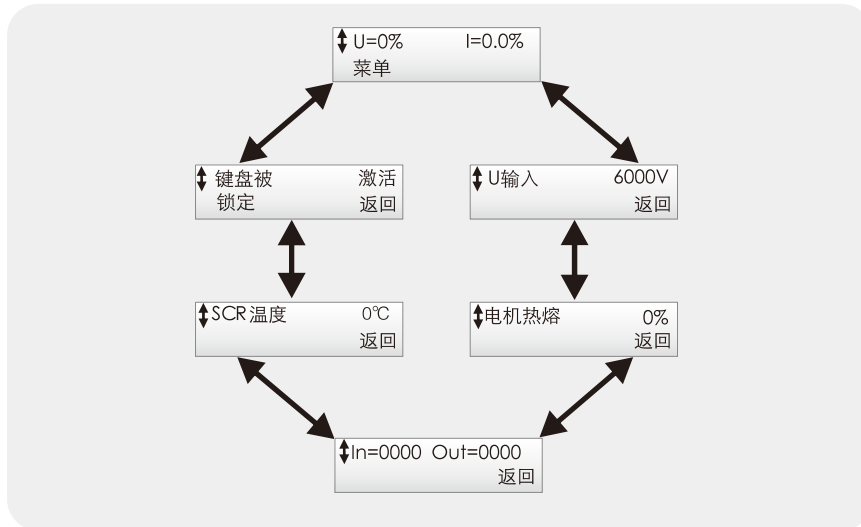 U=0% I=0.0%
菜单
键盘被 激活
锁定 返回
U输入 6000V
返回
SCR温度 0℃
返回
电机热熔 0%
返回
In=0000 Out=0000
返回